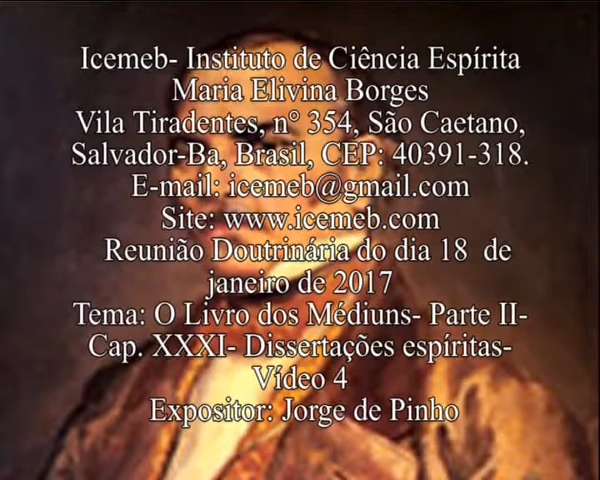 Icemeb- Instituto de Ciência Espírita
Maria Elivina Borges
Vila Tiradentes, n° 354, São Caetano,
Salvador-Ba, Brasil, CEP: 40391-318.
E-mail: icemeb@gmail.com
Site: www.icemeb.com
Reunião Doutrinária do dia 18 de
janeiro de 2017
Tema: O Livro dos Médiuns- Parte II-
Cap. XXXI- Dissertações espíritas-
Vídeo 4
Expositor: Jorge de Pinho